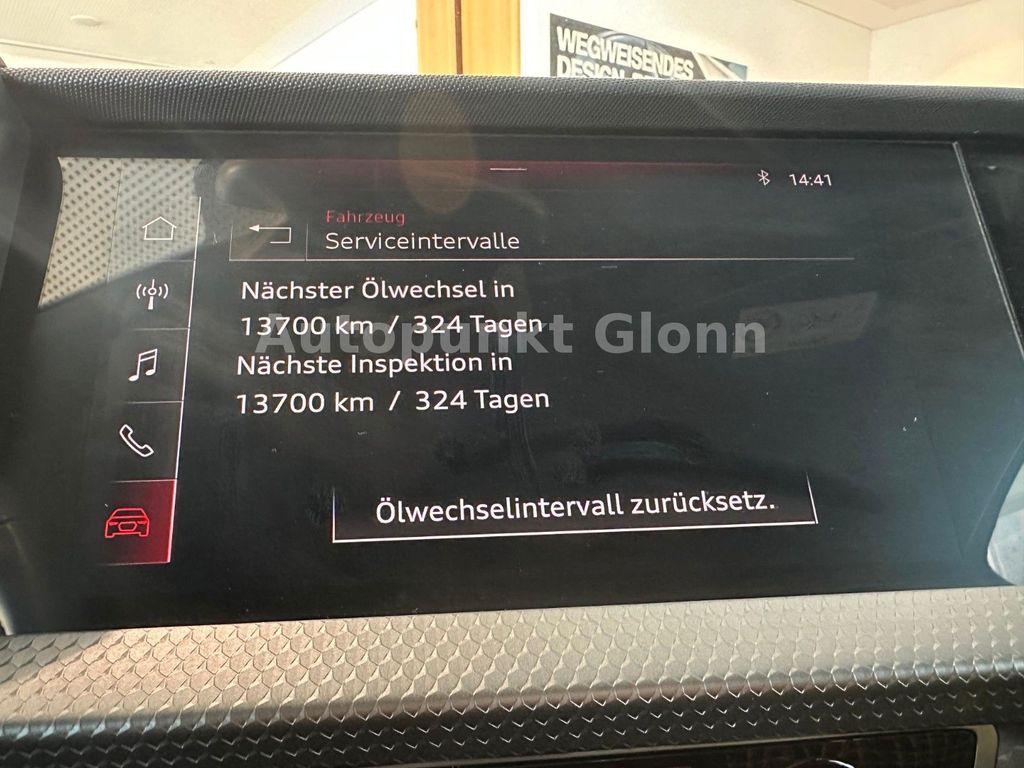 WEGWEISENDES
DESIGN
14:41
Fahrzeug
Serviceintervalle
Nächster Ölwechsel in
13700 km / 324 Tagen
Autopunkt Glonn
Nächste Inspektion in
13700 km / 324 Tagen
Ölwechselintervall zurücksetz.